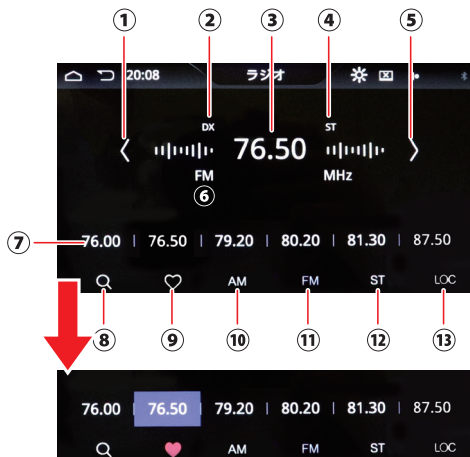 ① ② ③ ④ ⑤
20:08 ラジオ
DX ST
76.50
FM MHz
⑥
⑦ 76.00 | 76.50 | 79.20 | 80.20 | 81.30 | 87.50
AM FM ST LOC
⑧ ⑨ ⑩ ⑪ ⑫ ⑬
76.00 76.50 79.20 | 80.20 | 81.30 | 87.50
AM FM ST LOC